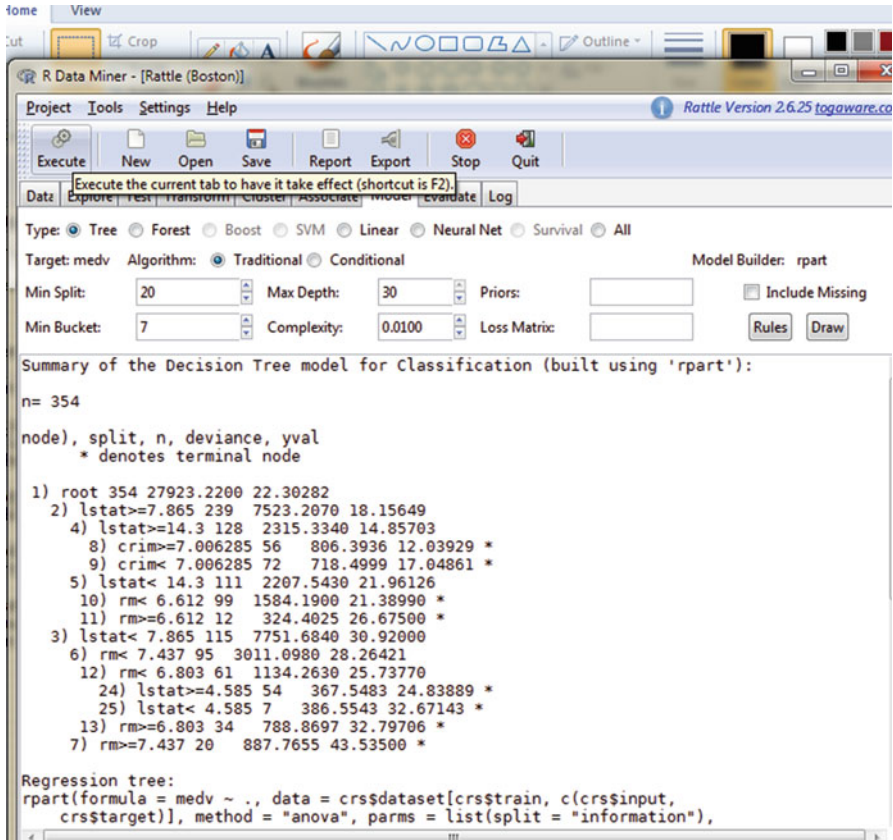 Home View
Cut Crop Outline
R Data Miner - [Rattle (Boston)]
Project Tools Settings Help Rattle Version 2.6.25 togaware.co
Execute New Open Save Report Export Stop Quit
Execute the current tab to have it take effect (shortcut is F2).
Data Explore Test Transform Cluster Associate Model Evaluate Log
Type: Tree Forest Boost SVM Linear Neural Net Survival All
Target: medv Algorithm: Traditional Conditional Model Builder: rpart
Min Split: 20 Max Depth: 30 Priors: Include Missing
Min Bucket: 7 Complexity: 0.0100 Loss Matrix: Rules Draw
Summary of the Decision Tree model for Classification (built using 'rpart'):
n= 354
node), split, n, deviance, yval
* denotes terminal node
1) root 354 27923.2200 22.30282
2) lstat>=7.865 239 7523.2070 18.15649
4) lstat>=14.3 128 2315.3340 14.85703
8) crim>=7.006285 56 806.3936 12.03929 *
9) crim< 7.006285 72 718.4999 17.04861 *
5) lstat< 14.3 111 2207.5430 21.96126
10) rm< 6.612 99 1584.1900 21.38990 *
11) rm>=6.612 12 324.4025 26.67500 *
3) lstat< 7.865 115 7751.6840 30.92000
6) rm< 7.437 95 3011.0980 28.26421
12) rm< 6.803 61 1134.2630 25.73770
24) lstat>=4.585 54 367.5483 24.83889 *
25) lstat< 4.585 7 386.5543 32.67143 *
13) rm>=6.803 34 788.8697 32.79706 *
7) rm>=7.437 20 887.7655 43.53500 *
Regression tree:
rpart(formula = medv ~ ., data = crs$dataset[crs$train, c(crs$input,
crs$target)], method = "anova", parms = list(split = "information"),